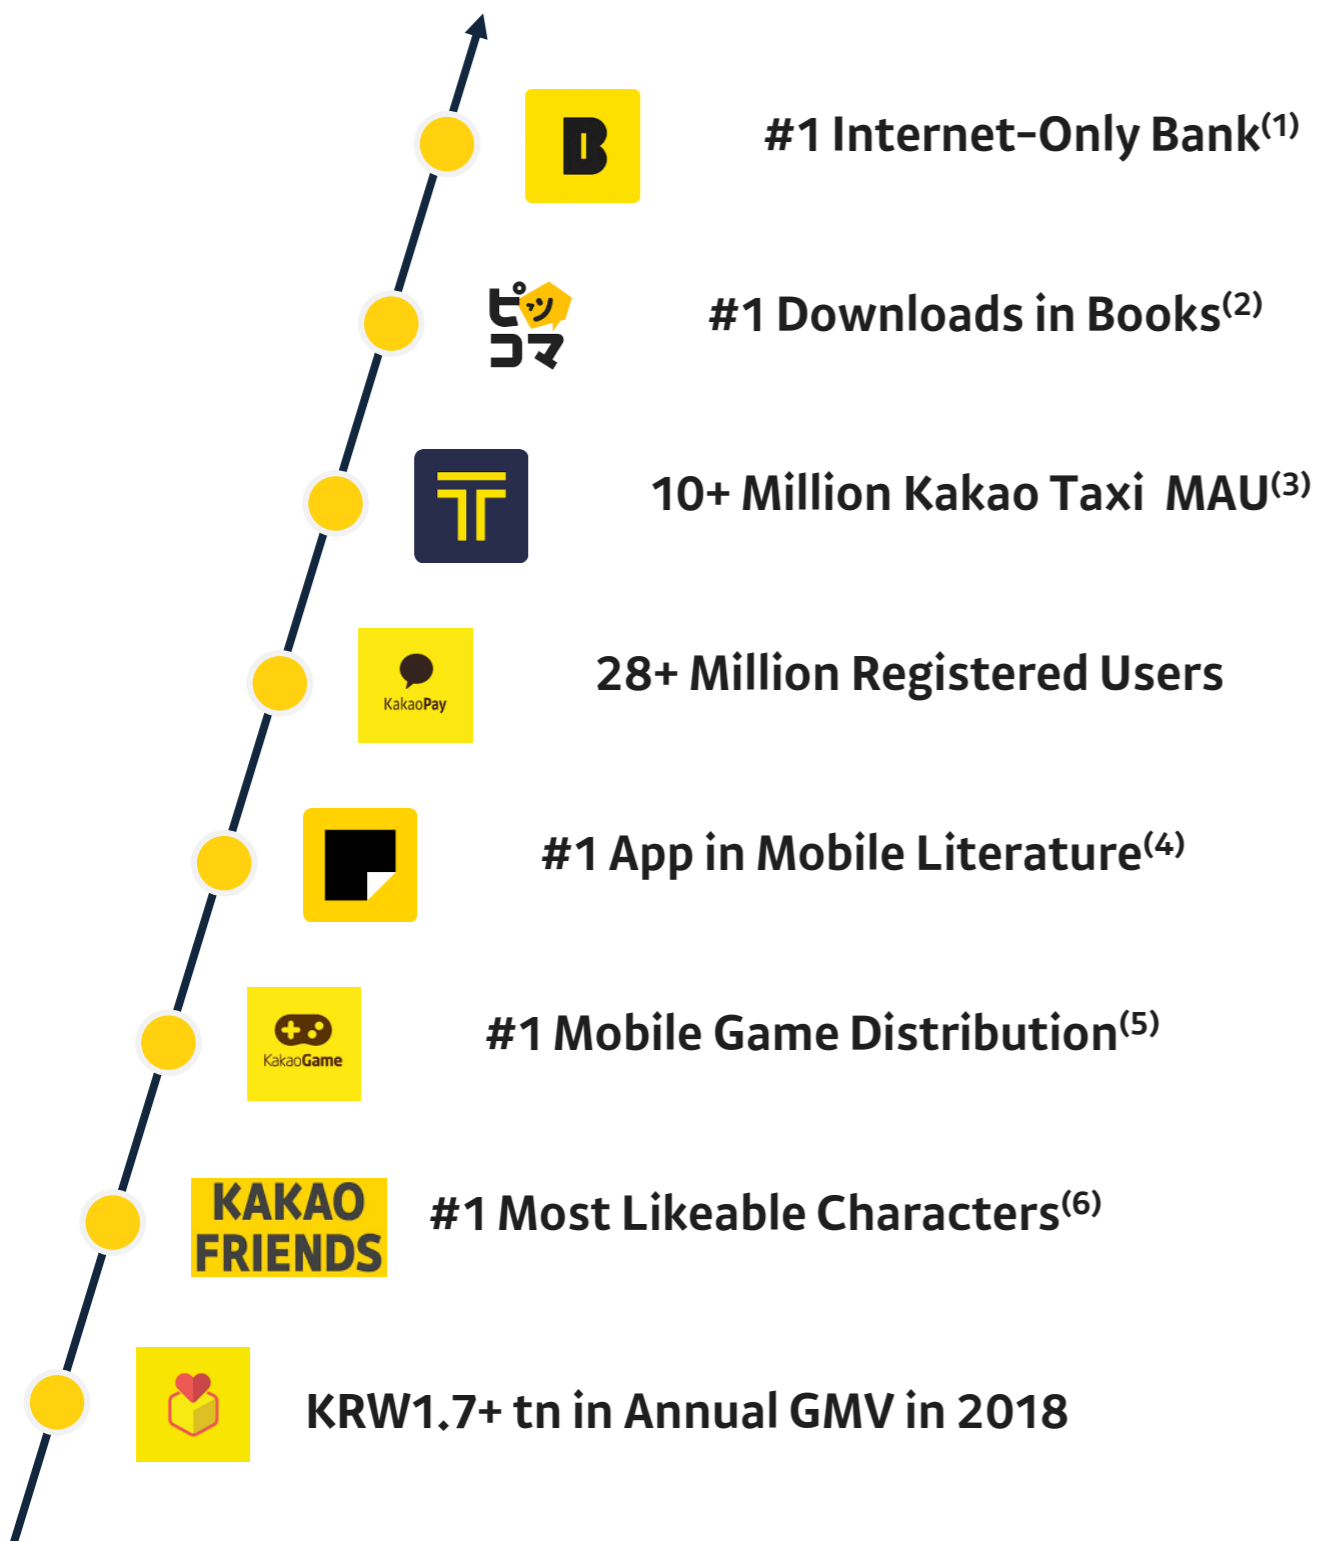 B
#1 Internet-Only Bank(1)
ピッ
コマ
#1 Downloads in Books(2)
T
10+ Million Kakao Taxi MAU(3)
KakaoPay
28+ Million Registered Users
#1 App in Mobile Literature(4)
KakaoGame
#1 Mobile Game Distribution(5)
KAKAO
FRIENDS
#1 Most Likeable Characters(6)
KRW1.7+ tn in Annual GMV in 2018